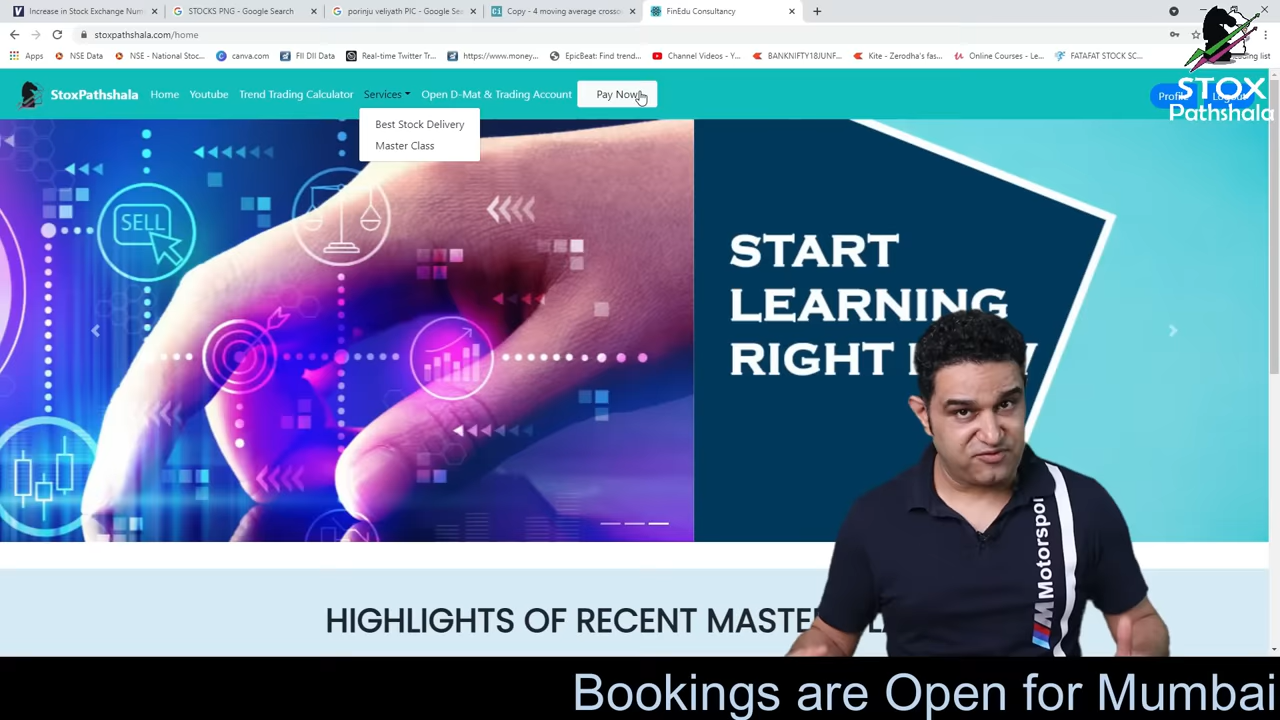 Increase in Stock Exchange Num
STOCKS PNG - Google Search
porinju veliyath PIC - Google Se
Copy - 4 moving average crosso
FinEdu Consultancy
stoxpathshala.com/home
Apps
NSE Data
NSE - National Stoc...
canva.com
FII DII Data
Real-time Twitter Tr...
https://www.money...
EpicBeat: Find trend...
Channel Videos - Y...
BANKNIFTY18JUNF...
Kite - Zerodha's fas...
Online Courses - Le...
FATAFAT STOCK SC...
StoxPathshala
Home
Youtube
Trend Trading Calculator
Services
Open D-Mat & Trading Account
Pay Now
STOX
Pathshala
Best Stock Delivery
Master Class
SELL
START
LEARNING
RIGHT
HIGHLIGHTS OF RECENT
Motorspor
Bookings are Open for Mumbai